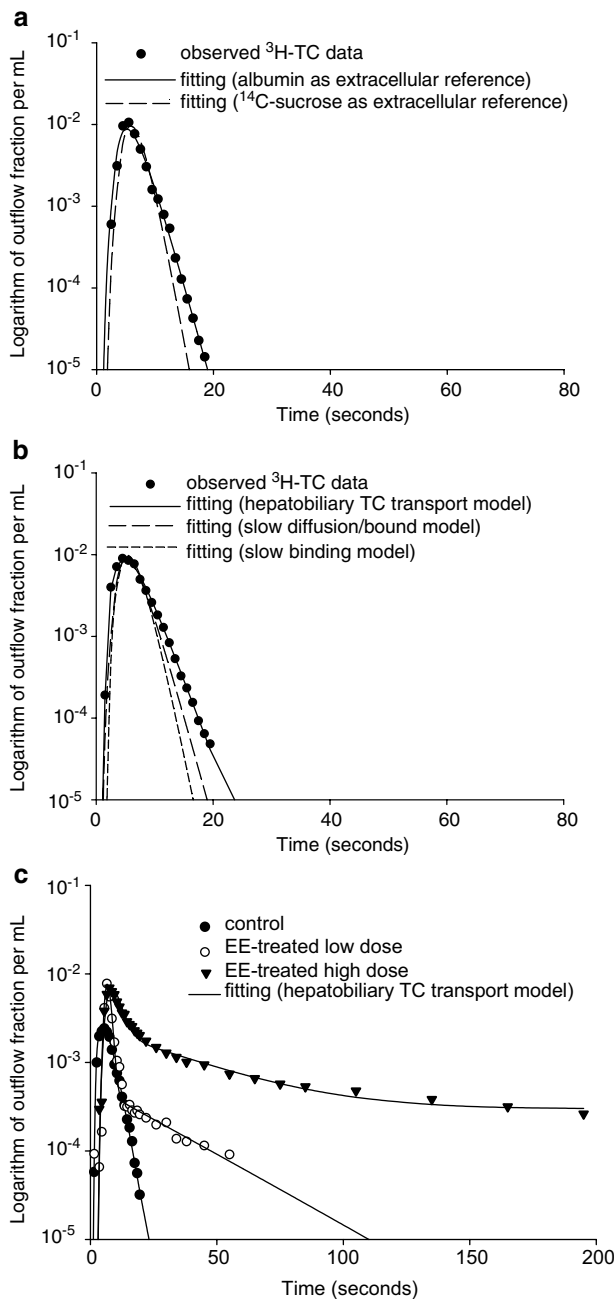 a
Logarithm of outflow fraction per mL
10⁻¹
10⁻²
10⁻³
10⁻⁴
10⁻⁵
observed ³H-TC data
fitting (albumin as extracellular reference)
fitting (¹⁴C-sucrose as extracellular reference)
0 20 40 60 80
Time (seconds)
b
Logarithm of outflow fraction per mL
10⁻¹
10⁻²
10⁻³
10⁻⁴
10⁻⁵
observed ³H-TC data
fitting (hepatobiliary TC transport model)
fitting (slow diffusion/bound model)
fitting (slow binding model)
0 20 40 60 80
Time (seconds)
c
Logarithm of outflow fraction per mL
10⁻¹
10⁻²
10⁻³
10⁻⁴
10⁻⁵
control
EE-treated low dose
EE-treated high dose
fitting (hepatobiliary TC transport model)
0 50 100 150 200
Time (seconds)